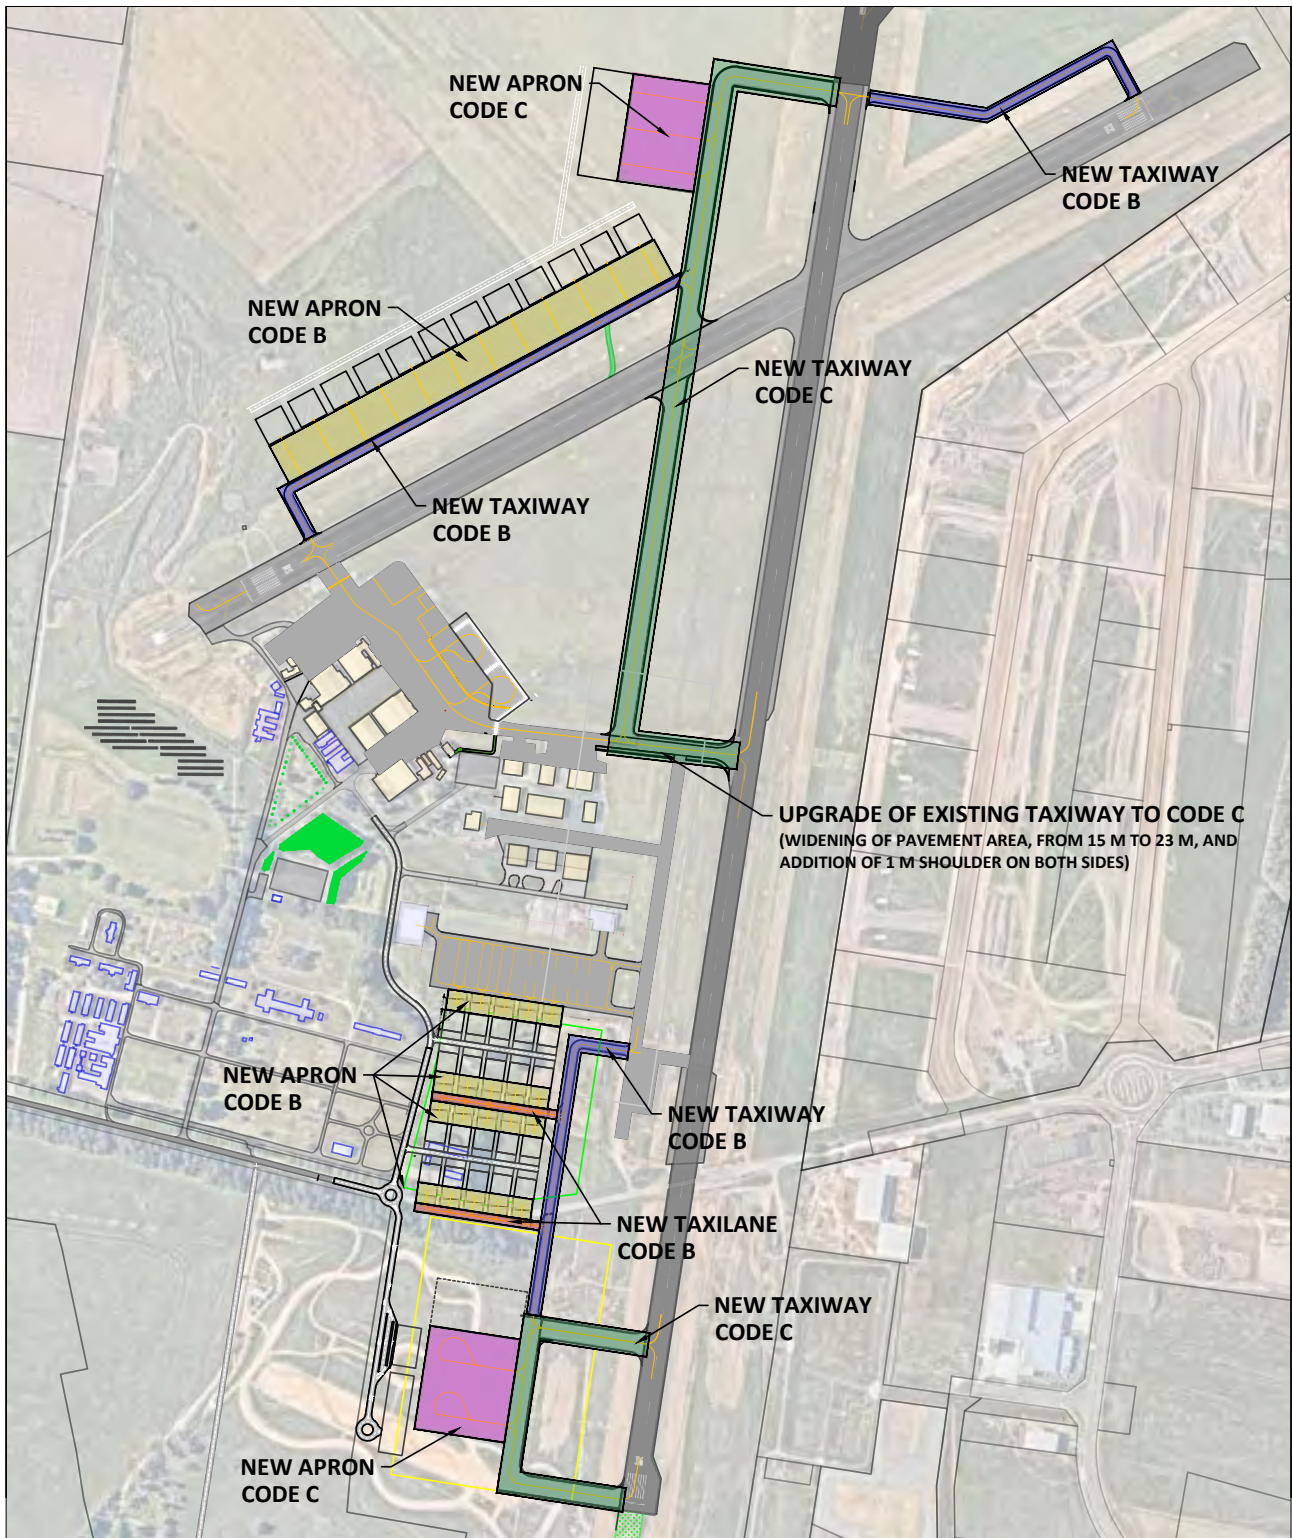 NEW APRON
CODE C
NEW TAXIWAY
CODE B
NEW APRON
CODE B
NEW TAXIWAY
CODE C
NEW TAXIWAY
CODE B
UPGRADE OF EXISTING TAXIWAY TO CODE C
(WIDENING OF PAVEMENT AREA, FROM 15 M TO 23 M, AND
ADDITION OF 1 M SHOULDER ON BOTH SIDES)
NEW APRON
CODE B
NEW TAXIWAY
CODE B
NEW TAXILANE
CODE B
NEW TAXIWAY
CODE C
NEW APRON
CODE C